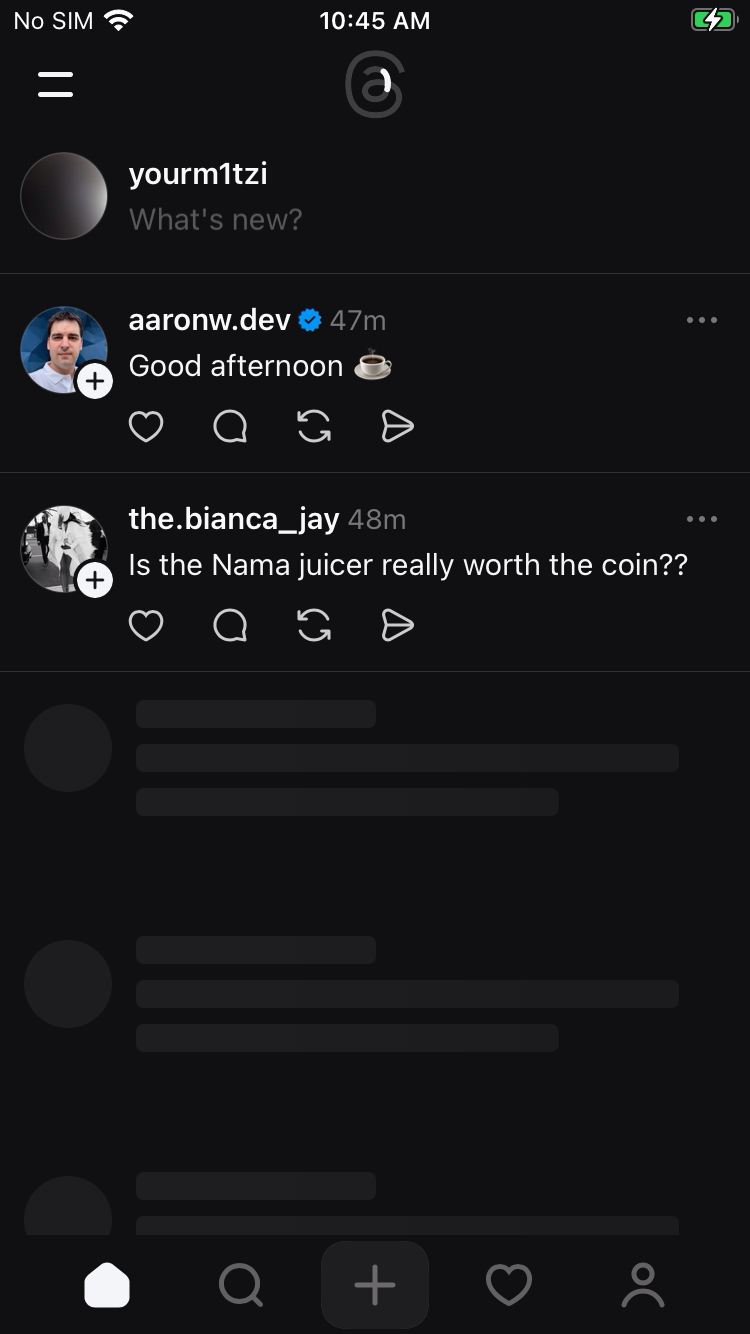 No SIM 10:45 AM
yourm1tzi
What's new?
aaronw.dev 47m
Good afternoon ☕
the.bianca_jay 48m
Is the Nama juicer really worth the coin??